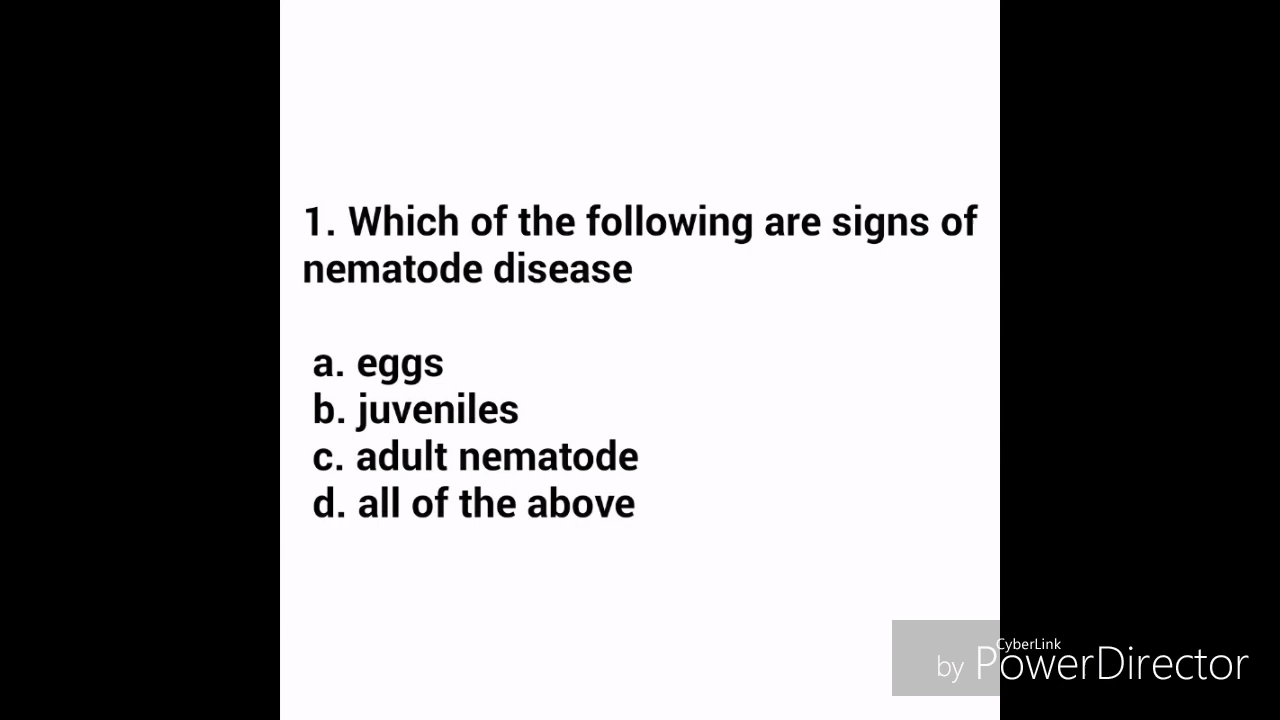 1. Which of the following are signs of
nematode disease
a. eggs
b. juveniles
c. adult nematode
d. all of the above
CyberLink
by PowerDirector